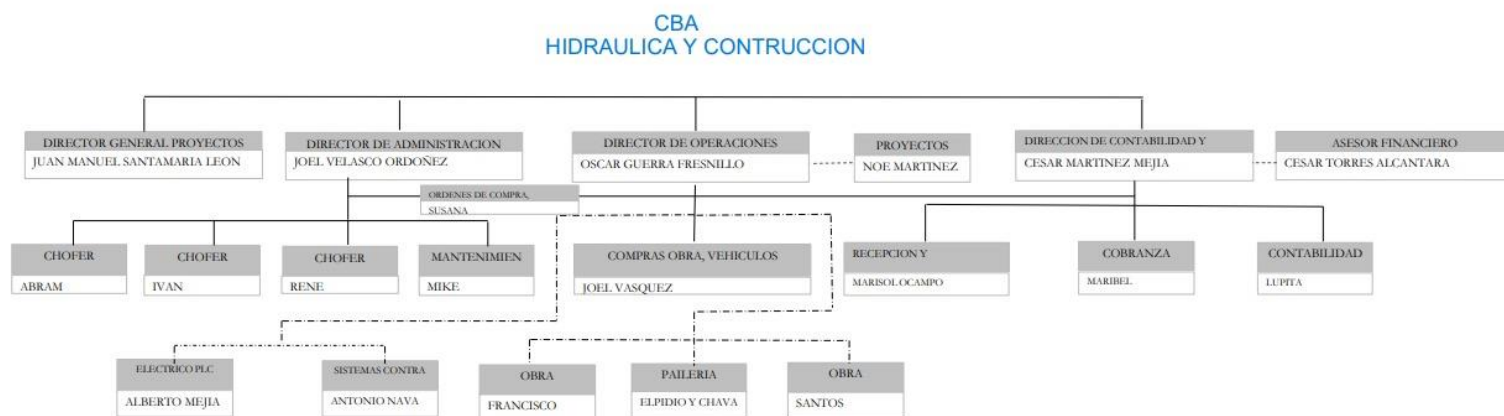 CBA
HIDRAULICA Y CONTRUCCION
DIRECTOR GENERAL PROYECTOS
JUAN MANUEL SANTAMARIA LEON
DIRECTOR DE ADMINISTRACION
JOEL VELASCO ORDOÑEZ
DIRECTOR DE OPERACIONES
OSCAR GUERRA FRESNILLO
PROYECTOS
NOE MARTINEZ
DIRECCION DE CONTABILIDAD Y
CESAR MARTINEZ MEJIA
ASESOR FINANCIERO
CESAR TORRES ALCANTARA
ORDENES DE COMPRA,
SUSANA
CHOFER
ABRAM
CHOFER
IVAN
CHOFER
RENE
MANTENIMIEN
MIKE
COMPRAS OBRA, VEHICULOS
JOEL VASQUEZ
RECEPCION Y
MARISOL OCAMPO
COBRANZA
MARIBEL
CONTABILIDAD
LUPITA
ELECTRICO PLC
ALBERTO MEJIA
SISTEMAS CONTRA
ANTONIO NAVA
OBRA
FRANCISCO
PAILERIA
ELPIDIO Y CHAVA
OBRA
SANTOS